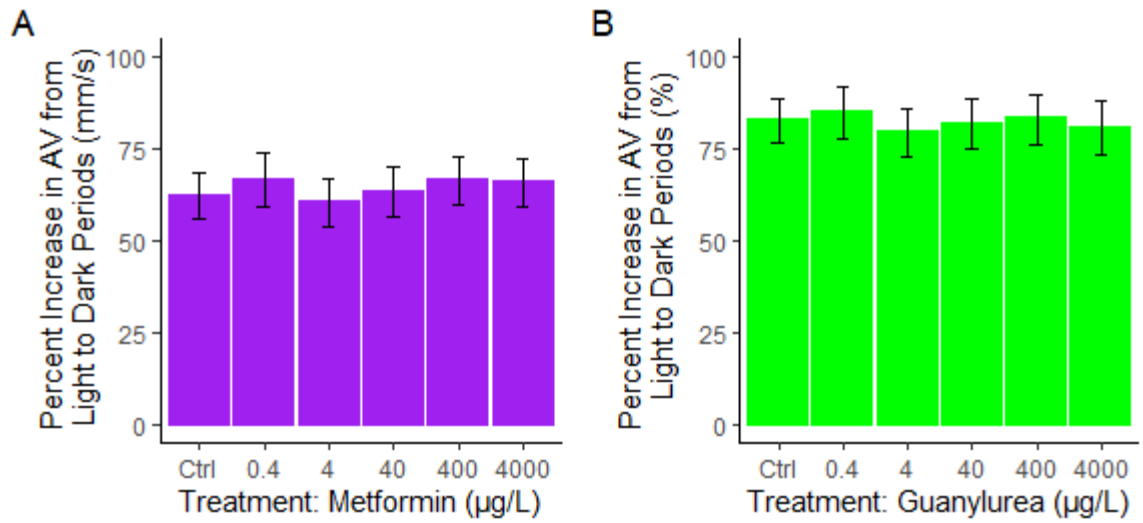 A
Percent Increase in AV from
Light to Dark Periods (mm/s)
100
75
50
25
0
Ctrl 0.4 4 40 400 4000
Treatment: Metformin (µg/L)
B
Percent Increase in AV from
Light to Dark Periods (%)
100
75
50
25
0
Ctrl 0.4 4 40 400 4000
Treatment: Guanylurea (µg/L)